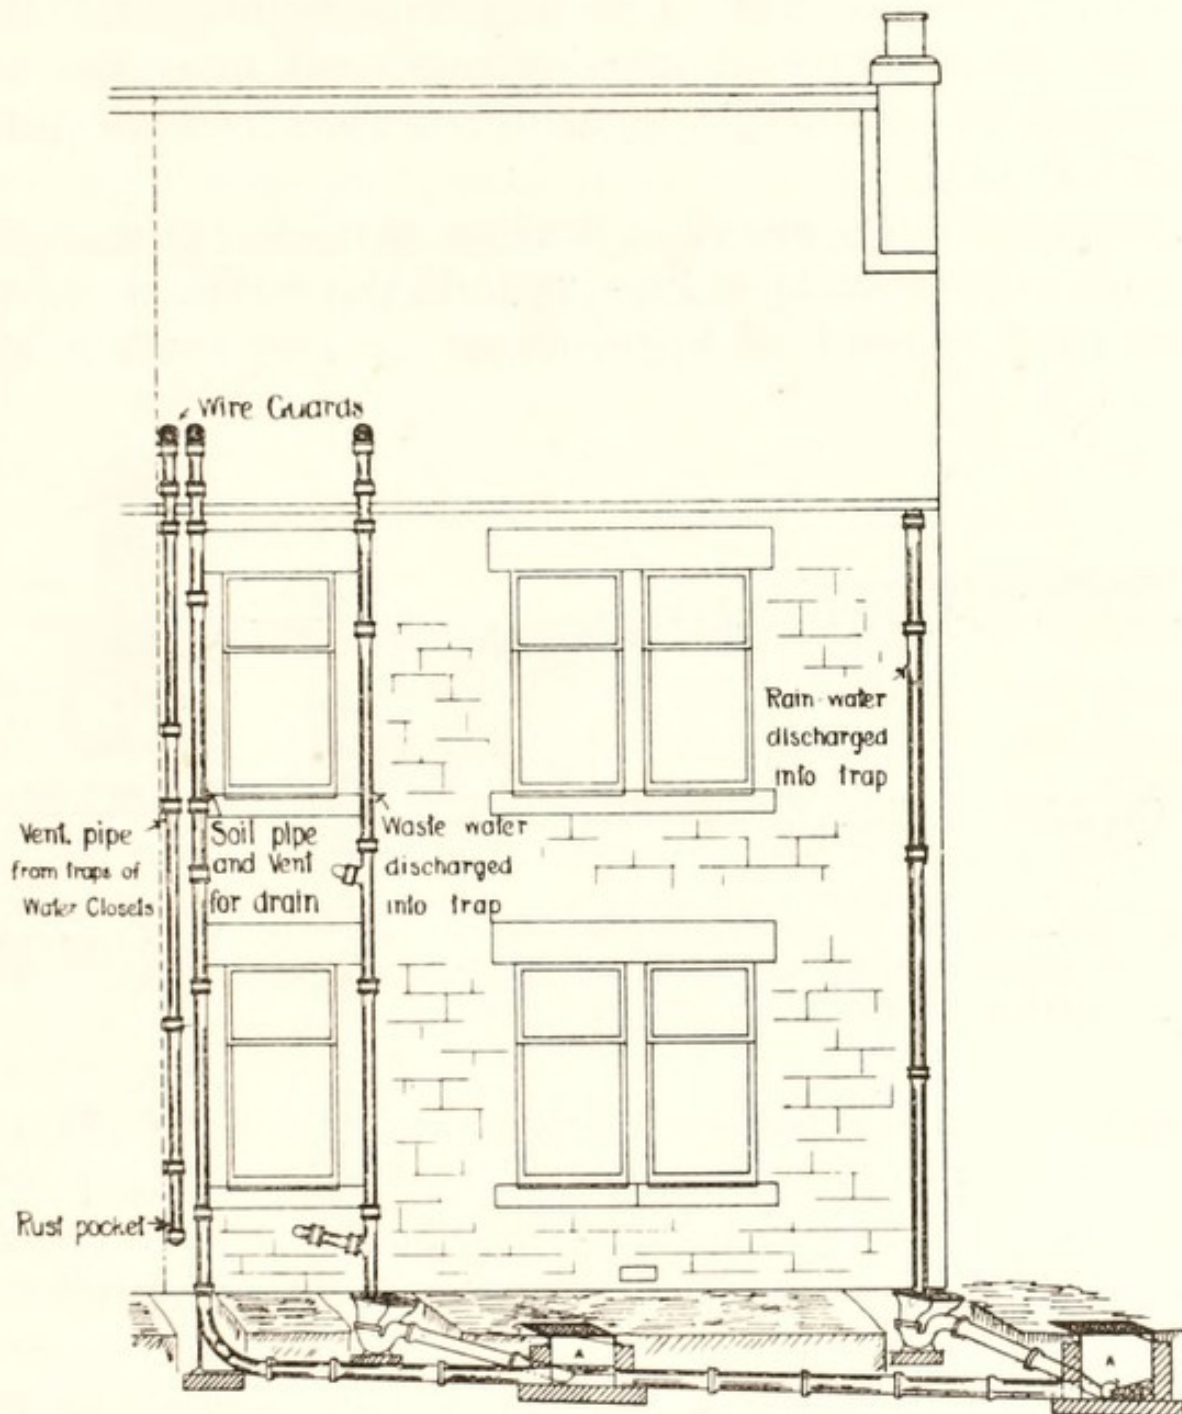 Wire Guards
Rain-water
discharged
into trap
Vent. pipe
from traps of
Water Closets
Soil pipe
and Vent
for drain
Waste water
discharged
into trap
Rust pocket
A
A